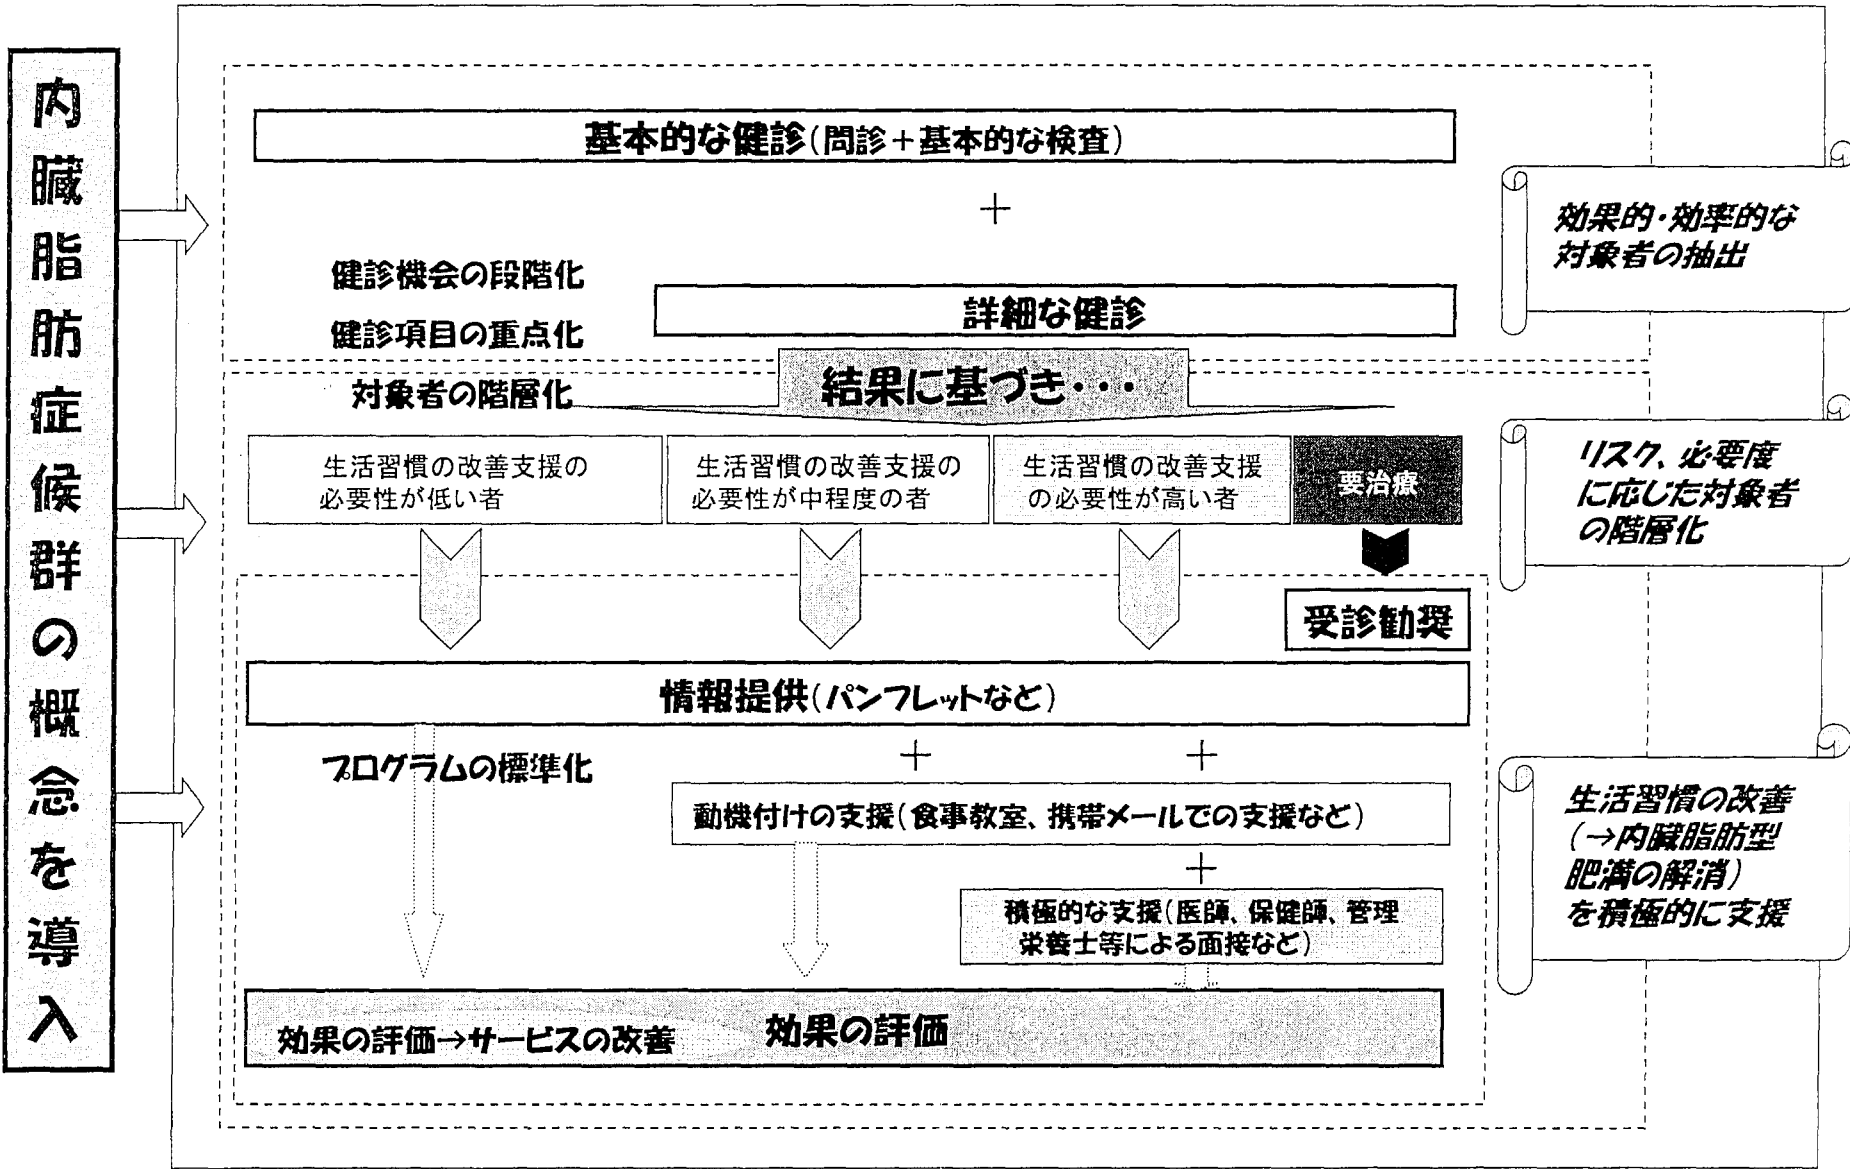 内臓脂肪症候群の概念を導入
基本的な健診(問診＋基本的な検査)
＋
健診機会の段階化
健診項目の重点化
詳細な健診
効果的・効率的な
対象者の抽出
対象者の階層化
結果に基づき・・・
生活習慣の改善支援の
必要性が低い者
生活習慣の改善支援の
必要性が中程度の者
生活習慣の改善支援
の必要性が高い者
要治療
リスク、必要度
に応じた対象者
の階層化
受診勧奨
情報提供(パンフレットなど)
プログラムの標準化
＋
＋
動機付けの支援(食事教室、携帯メールでの支援など)
＋
積極的な支援(医師、保健師、管理
栄養士等による面接など)
生活習慣の改善
(→内臓脂肪型
肥満の解消)
を積極的に支援
効果の評価→サービスの改善
効果の評価